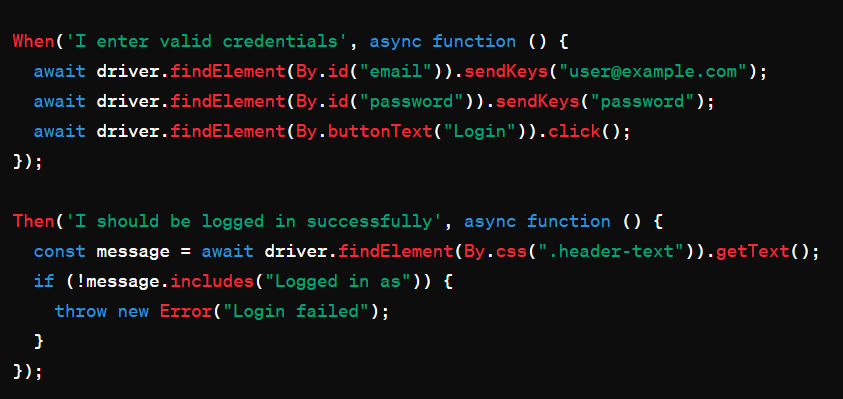 When('I enter valid credentials', async function () {
  await driver.findElement(By.id("email")).sendKeys("user@example.com");
  await driver.findElement(By.id("password")).sendKeys("password");
  await driver.findElement(By.buttonText("Login")).click();
});

Then('I should be logged in successfully', async function () {
  const message = await driver.findElement(By.css(".header-text")).getText();
  if (!message.includes("Logged in as")) {
    throw new Error("Login failed");
  }
});